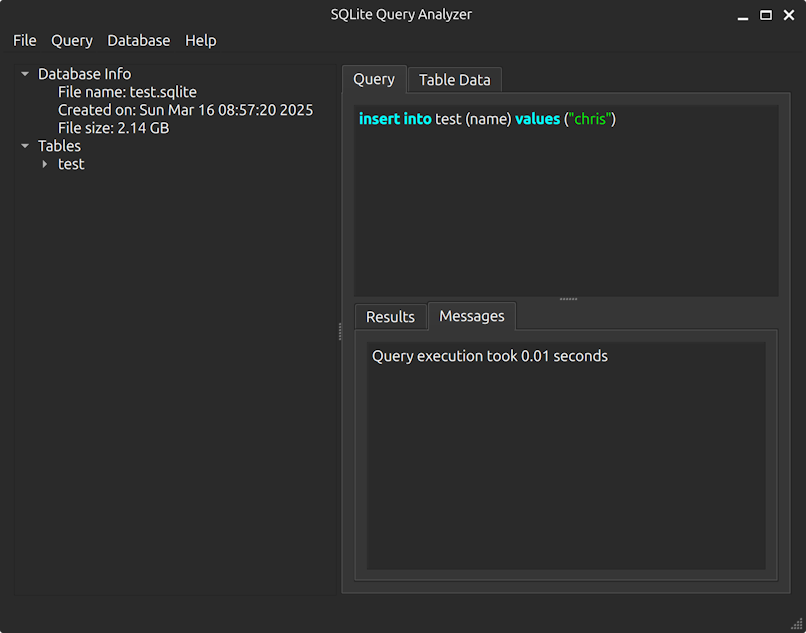 SQLite Query Analyzer
File Query Database Help
Database Info
File name: test.sqlite
Created on: Sun Mar 16 08:57:20 2025
File size: 2.14 GB
Tables
test
Query Table Data
insert into test (name) values ("chris")
Results Messages
Query execution took 0.01 seconds